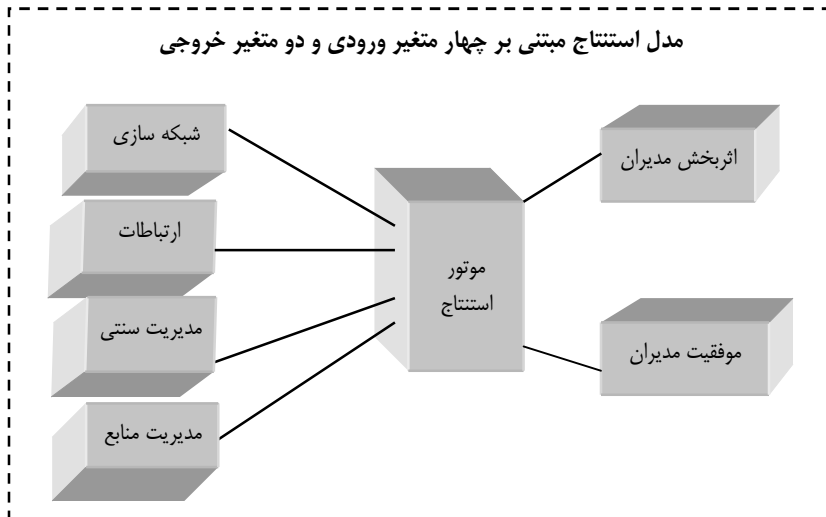 مدل استنتاج مبتنی بر چهار متغیر ورودی و دو متغیر خروجی
شبکه سازی
ارتباطات
مدیریت سنتی
مدیریت منابع
موتور
استنتاج
اثربخش مدیران
موفقیت مدیران